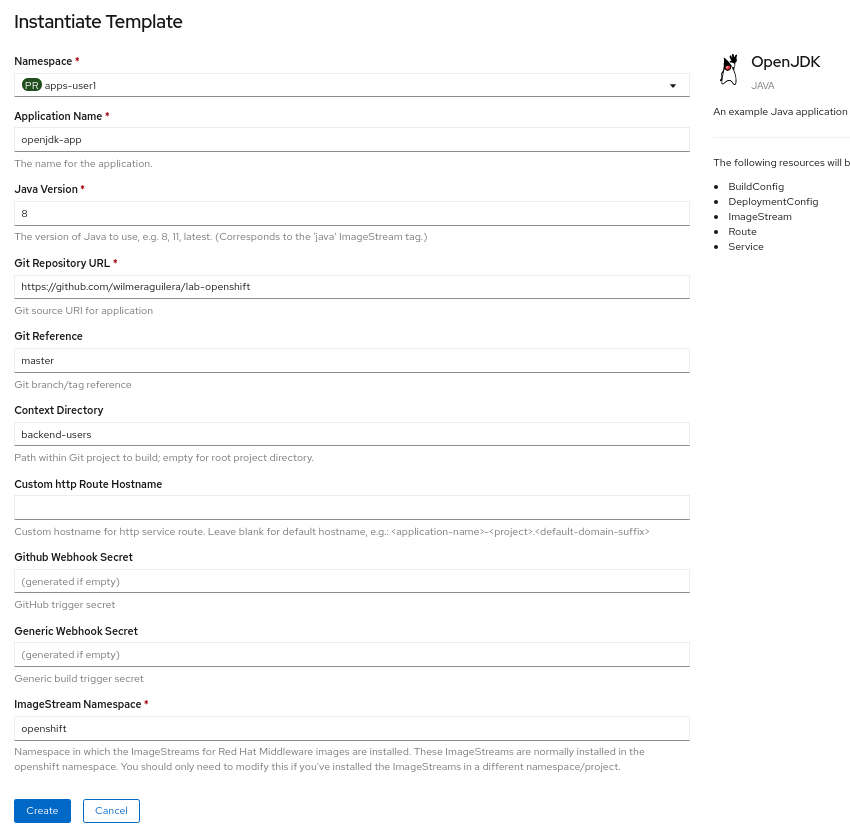 Instantiate Template
Namespace *
PR apps-user1
Application Name *
openjdk-app
The name for the application.
Java Version *
8
The version of Java to use, e.g. 8, 11, latest. (Corresponds to the 'java' ImageStream tag.)
Git Repository URL *
https://github.com/wilmeraguilera/lab-openshift
Git source URI for application
Git Reference
master
Git branch/tag reference
Context Directory
backend-users
Path within Git project to build; empty for root project directory.
Custom http Route Hostname
Custom hostname for http service route. Leave blank for default hostname, e.g.: <application-name>-<project>.<default-domain-suffix>
Github Webhook Secret
(generated if empty)
GitHub trigger secret
Generic Webhook Secret
(generated if empty)
Generic build trigger secret
ImageStream Namespace *
openshift
Namespace in which the ImageStreams for Red Hat Middleware images are installed. These ImageStreams are normally installed in the
openshift namespace. You should only need to modify this if you've installed the ImageStreams in a different namespace/project.
Create
Cancel
OpenJDK
JAVA
An example Java application
The following resources will b
BuildConfig
DeploymentConfig
ImageStream
Route
Service